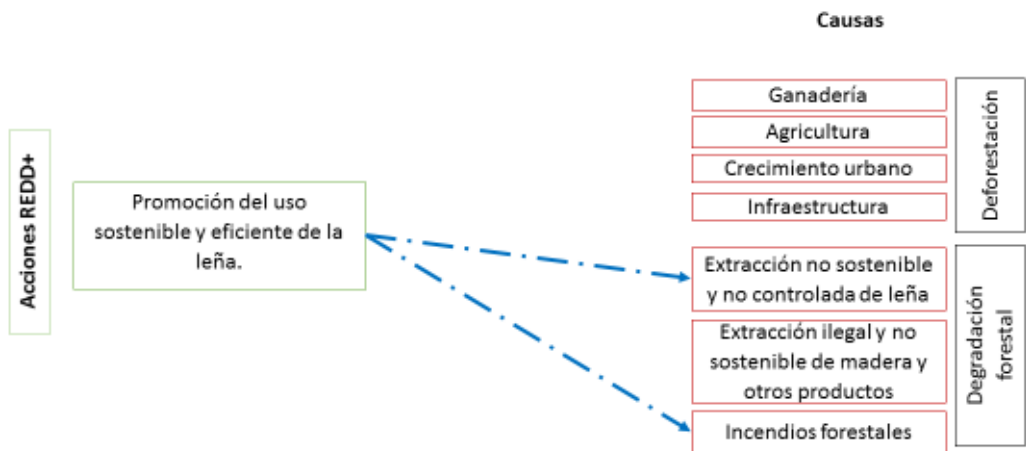 Causas
Acciones REDD+
Promoción del uso
sostenible y eficiente de la
leña.
Ganadería
Agricultura
Crecimiento urbano
Infraestructura
Deforestación
Extracción no sostenible
y no controlada de leña
Extracción ilegal y no
sostenible de madera y
otros productos
Incendios forestales
Degradación
forestal